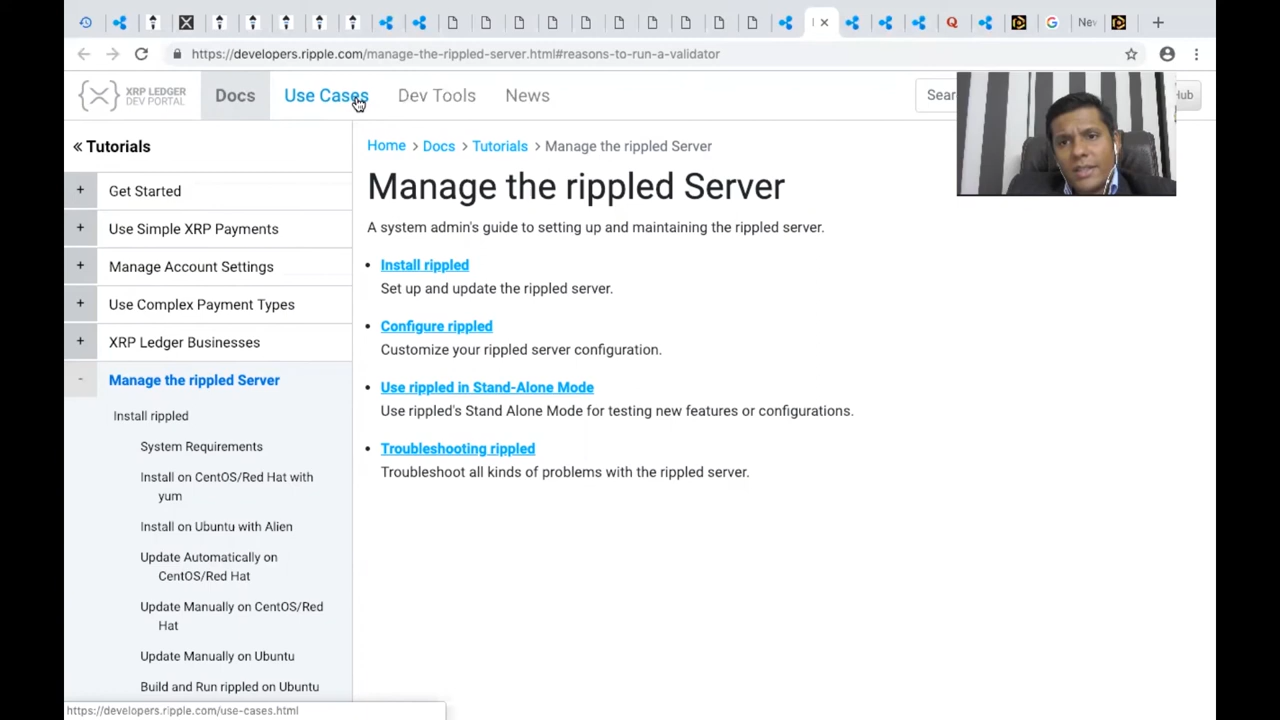 Nev
https://developers.ripple.com/manage-the-rippled-server.html#reasons-to-run-a-validator
XRP LEDGER
DEV PORTAL
Docs
Use Cases
Dev Tools
News
Sear
Hub
« Tutorials
Get Started
Use Simple XRP Payments
Manage Account Settings
Use Complex Payment Types
XRP Ledger Businesses
Manage the rippled Server
Install rippled
System Requirements
Install on CentOS/Red Hat with
yum
Install on Ubuntu with Alien
Update Automatically on
CentOS/Red Hat
Update Manually on CentOS/Red
Hat
Update Manually on Ubuntu
Build and Run rippled on Ubuntu
Home > Docs > Tutorials > Manage the rippled Server
Manage the rippled Server
A system admin's guide to setting up and maintaining the rippled server.
• Install rippled
Set up and update the rippled server.
• Configure rippled
Customize your rippled server configuration.
• Use rippled in Stand-Alone Mode
Use rippled's Stand Alone Mode for testing new features or configurations.
• Troubleshooting rippled
Troubleshoot all kinds of problems with the rippled server.
https://developers.ripple.com/use-cases.html